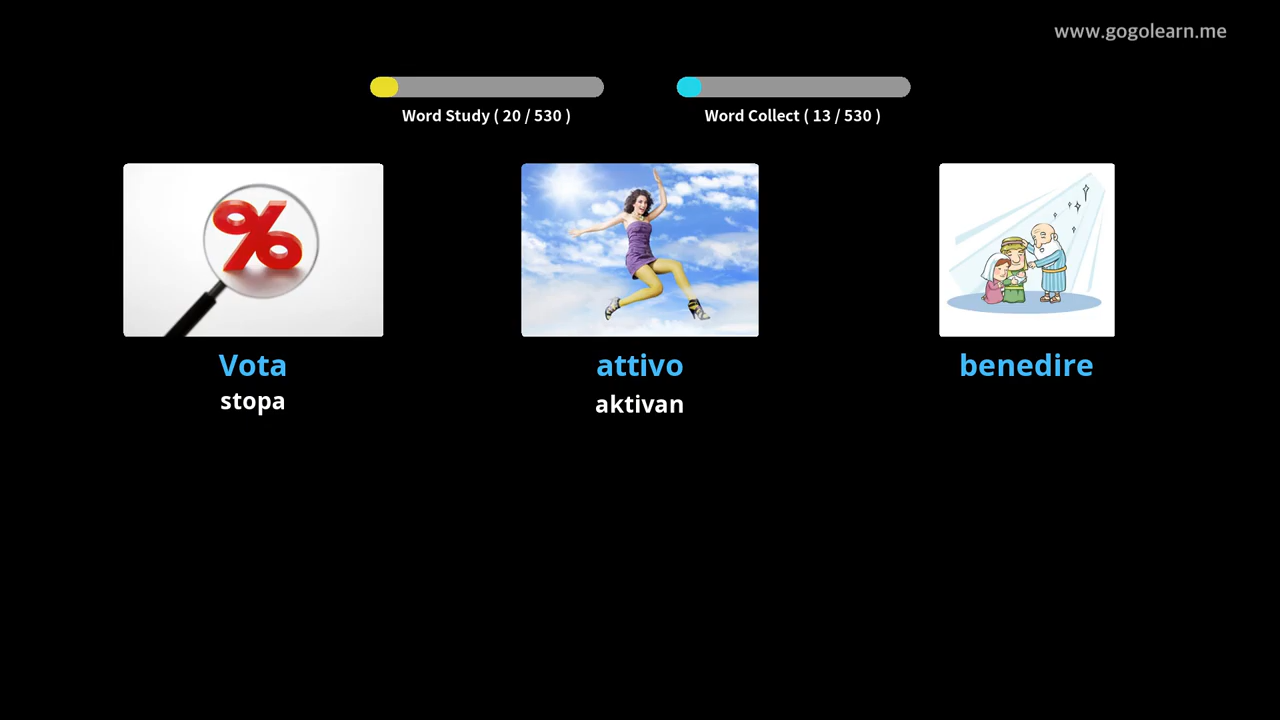 www.gogolearn.me
Word Study ( 20 / 530 )
Word Collect ( 13 / 530 )
%
Vota
stopa
attivo
aktivan
benedire